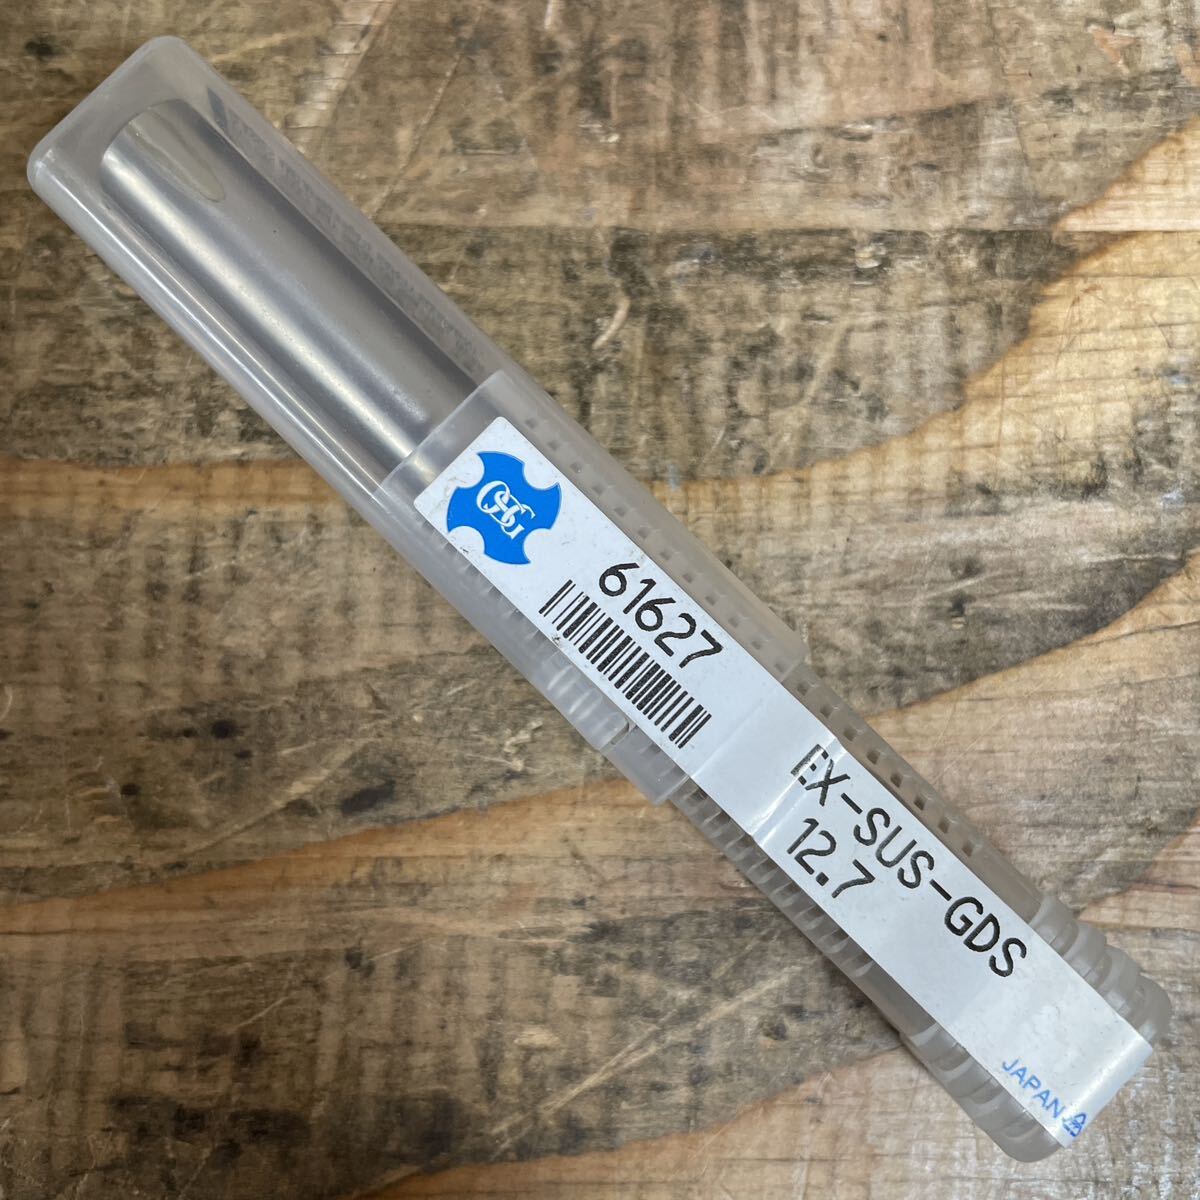 OSG
61627
EX-SUS-GDS
12.7
JAPAN